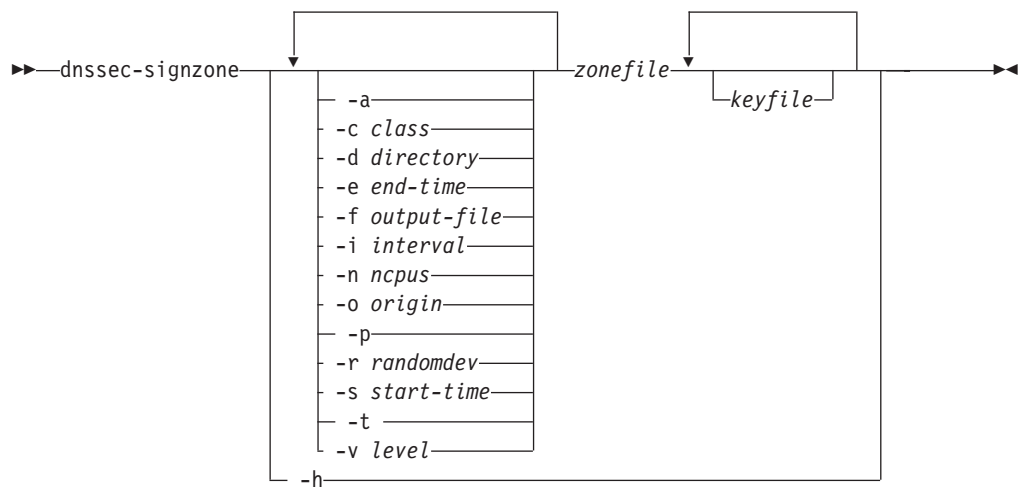 dnssec-signzone zonefile
-a keyfile
-c class
-d directory
-e end-time
-f output-file
-i interval
-n ncpus
-o origin
-p
-r randomdev
-s start-time
-t
-v level
-h